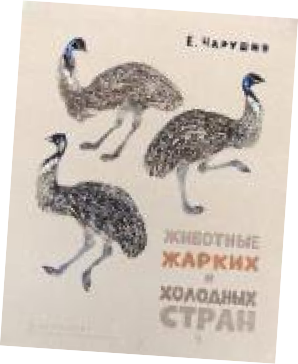 Е. ЧАРУШИН
ЖИВОТНЫЕ
ЖАРКИХ
и
ХОЛОДНЫХ
СТРАН